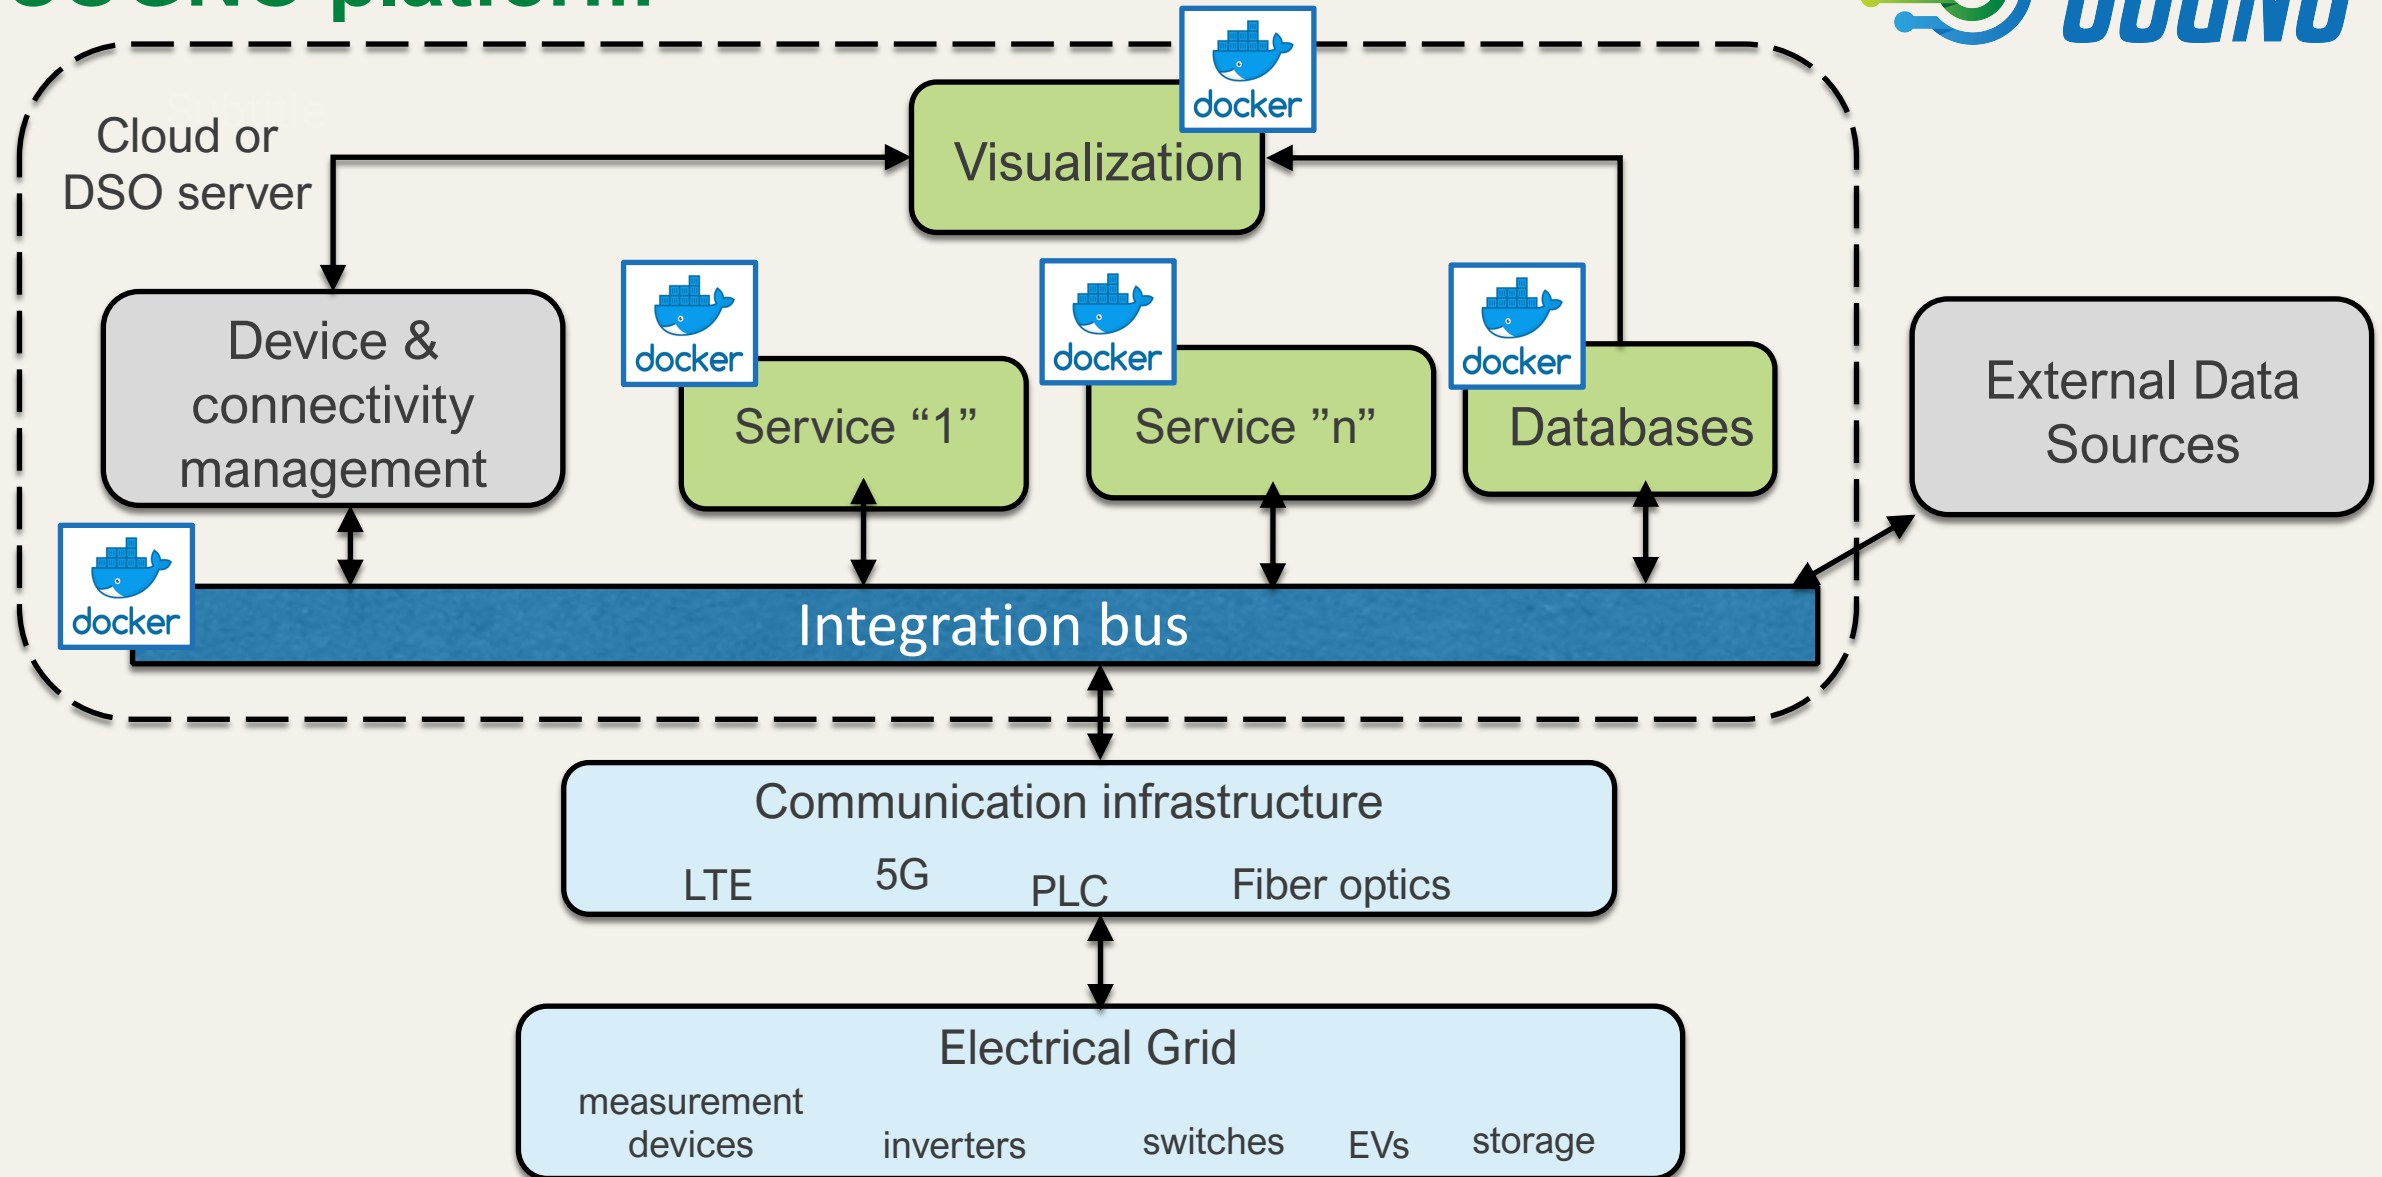 platform
docker
Cloud or
DSO server
Visualization
Device &
connectivity
management
docker
Service “1”
docker
Service ”n”
docker
Databases
External Data
Sources
docker
Integration bus
Communication infrastructure
LTE
5G
PLC
Fiber optics
Electrical Grid
measurement
devices
inverters
switches
EVs
storage